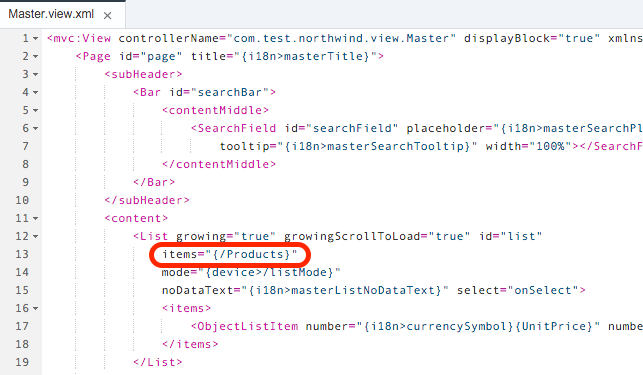 Master.view.xml ×
1 <mvc:View controllerName="com.test.northwind.view.Master" displayBlock="true" xmlns
2 <Page id="page" title="{i18n>masterTitle}">
3 <subHeader>
4 <Bar id="searchBar">
5 <contentMiddle>
6 <SearchField id="searchField" placeholder="{i18n>masterSearchPl
7 tooltip="{i18n>masterSearchTooltip}" width="100%"></SearchF
8 </contentMiddle>
9 </Bar>
10 </subHeader>
11 <content>
12 <List growing="true" growingScrollToLoad="true" id="list"
13 items="{/Products}"
14 mode="{device>/listMode}"
15 noDataText="{i18n>masterListNoDataText}" select="onSelect">
16 <items>
17 <ObjectListItem number="{i18n>currencySymbol}{UnitPrice}" numbe
18 </items>
19 </List>